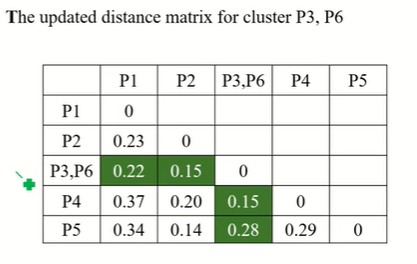 The updated distance matrix for cluster P3, P6
P1 P2 P3,P6 P4 P5
P1 0
P2 0.23 0
P3,P6 0.22 0.15 0
P4 0.37 0.20 0.15 0
P5 0.34 0.14 0.28 0.29 0